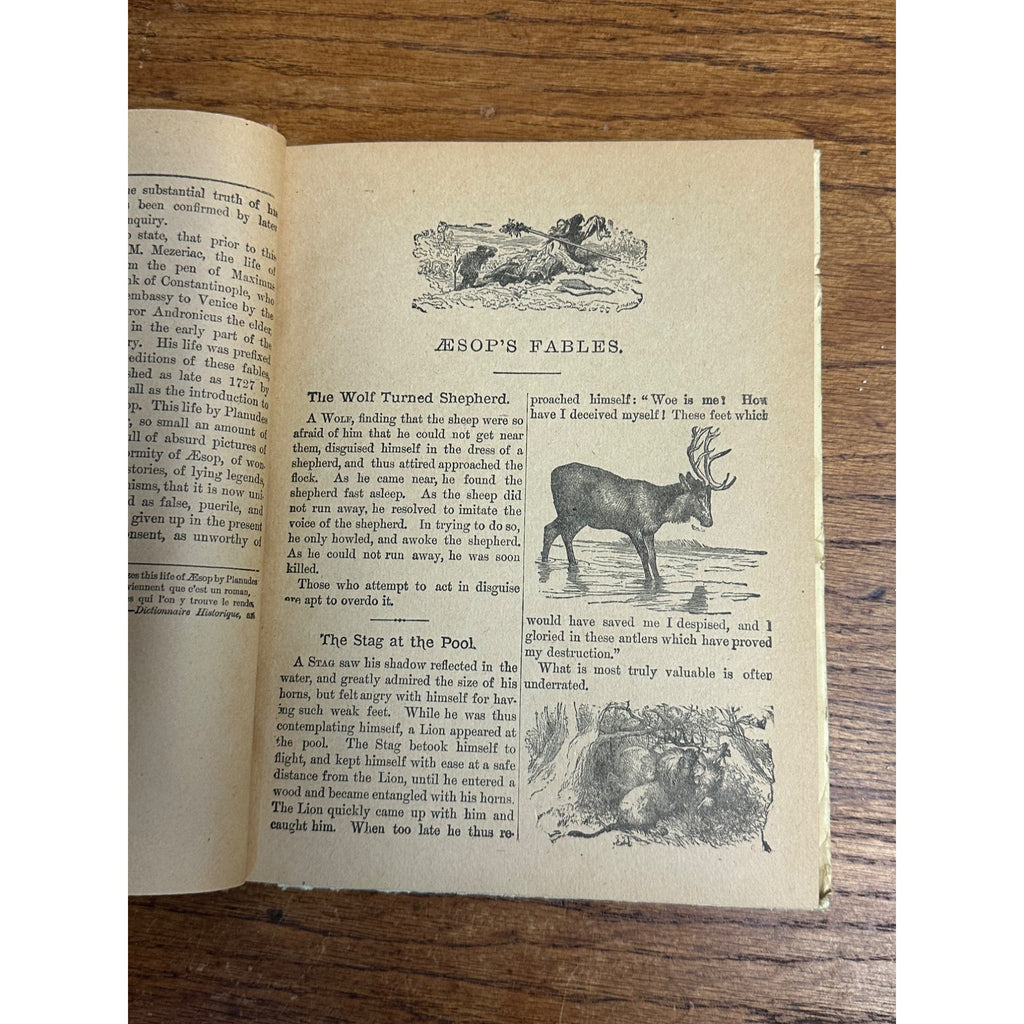 e substantial truth of his
been confirmed by later
nquiry.
state, that prior to this
M. Mezeriac, the life of
m the pen of Maximus
nk of Constantinople, who
embassy to Venice by the
ror Andronicus the elder,
in the early part of the
ry. His life was prefixed
editions of these fables,
shed as late as 1727 by
all as the introduction to
op. This life by Planudes
, so small an amount of
ull of absurd pictures of
ormity of Æsop, of won-
stories, of lying legends,
isms, that it is now uni-
d as false, puerile, and
given up in the present
onsent, as unworthy of
ses this life of Æsop by Planudes
viennent que c'est un roman,
es qui l'on y trouve le rendent
—Dictionnaire Historique,
ÆSOP'S FABLES.
The Wolf Turned Shepherd.
A WOLF, finding that the sheep were so
afraid of him that he could not get near
them, disguised himself in the dress of a
shepherd, and thus attired approached the
flock. As he came near, he found the
shepherd fast asleep. As the sheep did
not run away, he resolved to imitate the
voice of the shepherd. In trying to do so,
he only howled, and awoke the shepherd.
As he could not run away, he was soon
killed.
Those who attempt to act in disguise
are apt to overdo it.
The Stag at the Pool.
A STAG saw his shadow reflected in the
water, and greatly admired the size of his
horns, but felt angry with himself for hav-
ing such weak feet. While he was thus
contemplating himself, a Lion appeared at
the pool. The Stag betook himself to
flight, and kept himself with ease at a safe
distance from the Lion, until he entered a
wood and became entangled with his horns.
The Lion quickly came up with him and
caught him. When too late he thus re-
proached himself: "Woe is me! How
have I deceived myself! These feet which
would have saved me I despised, and I
gloried in these antlers which have proved
my destruction."
What is most truly valuable is often
underrated.